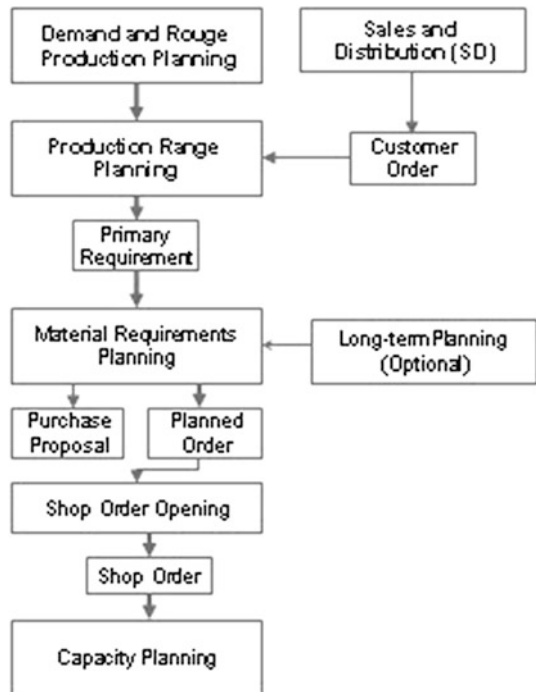 Demand and Rouge
Production Planning
Sales and
Distribution (SD)
Production Range
Planning
Customer
Order
Primary
Requirement
Material Requirements
Planning
Long-term Planning
(Optional)
Purchase
Proposal
Planned
Order
Shop Order Opening
Shop Order
Capacity Planning